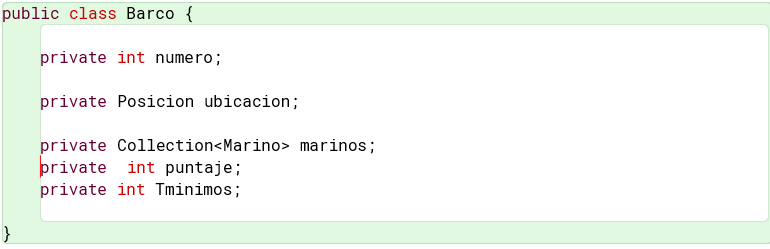 public class Barco {
private int numero;
private Posicion ubicacion;
private Collection<Marino> marinos;
private  int puntaje;
private int Tminimos;
}